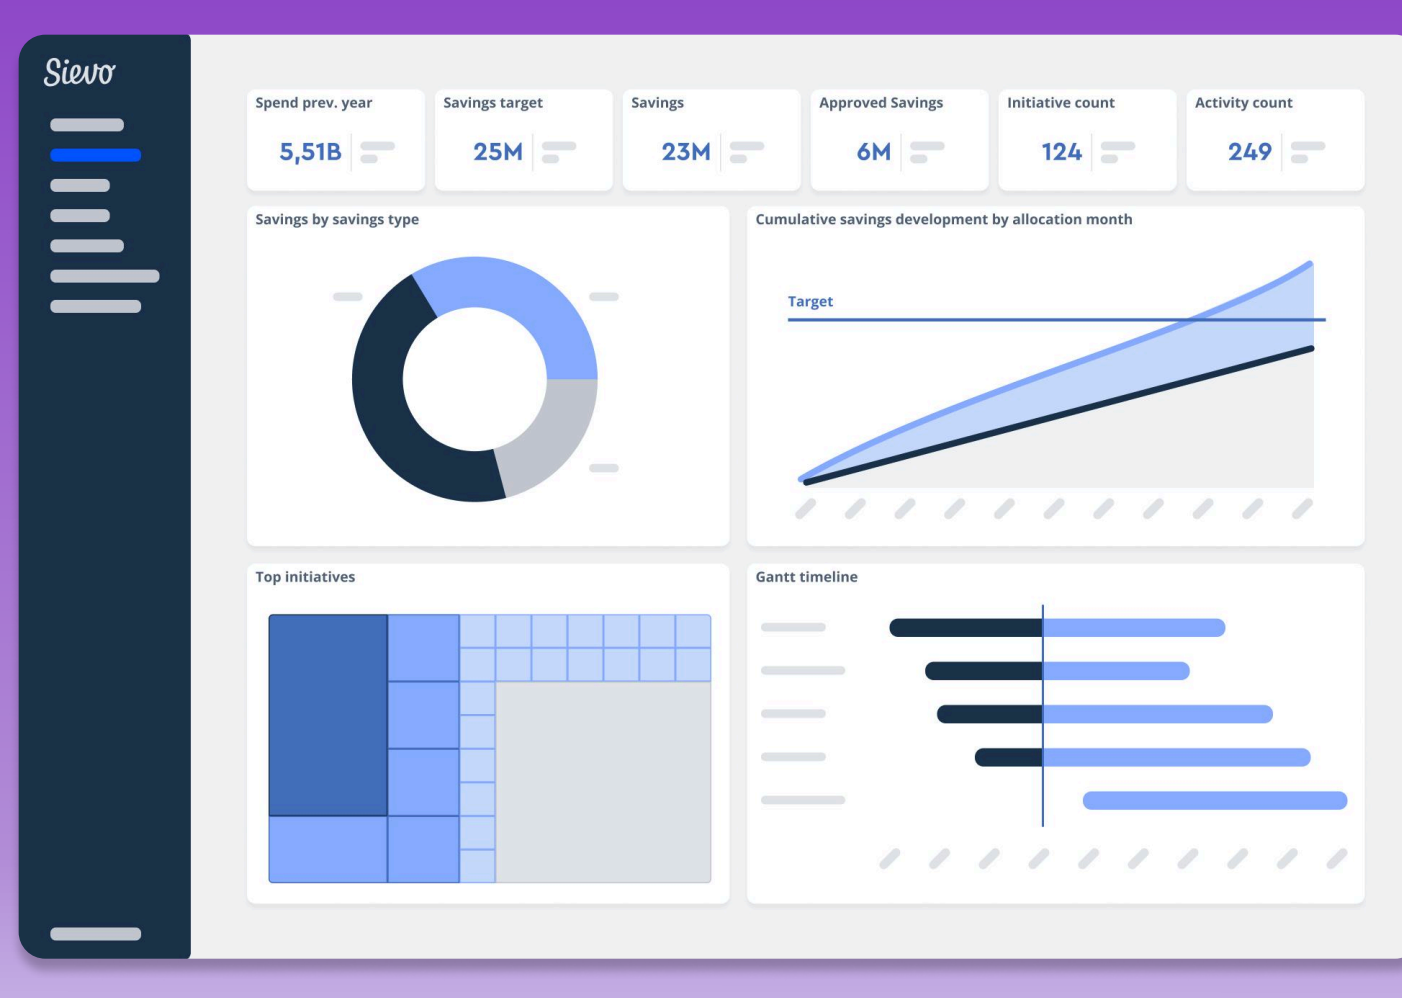 Sievo
Spend prev. year
5,51B
Savings target
25M
Savings
23M
Approved Savings
6M
Initiative count
124
Activity count
249
Savings by savings type
Cumulative savings development by allocation month
Target
Top initiatives
Gantt timeline